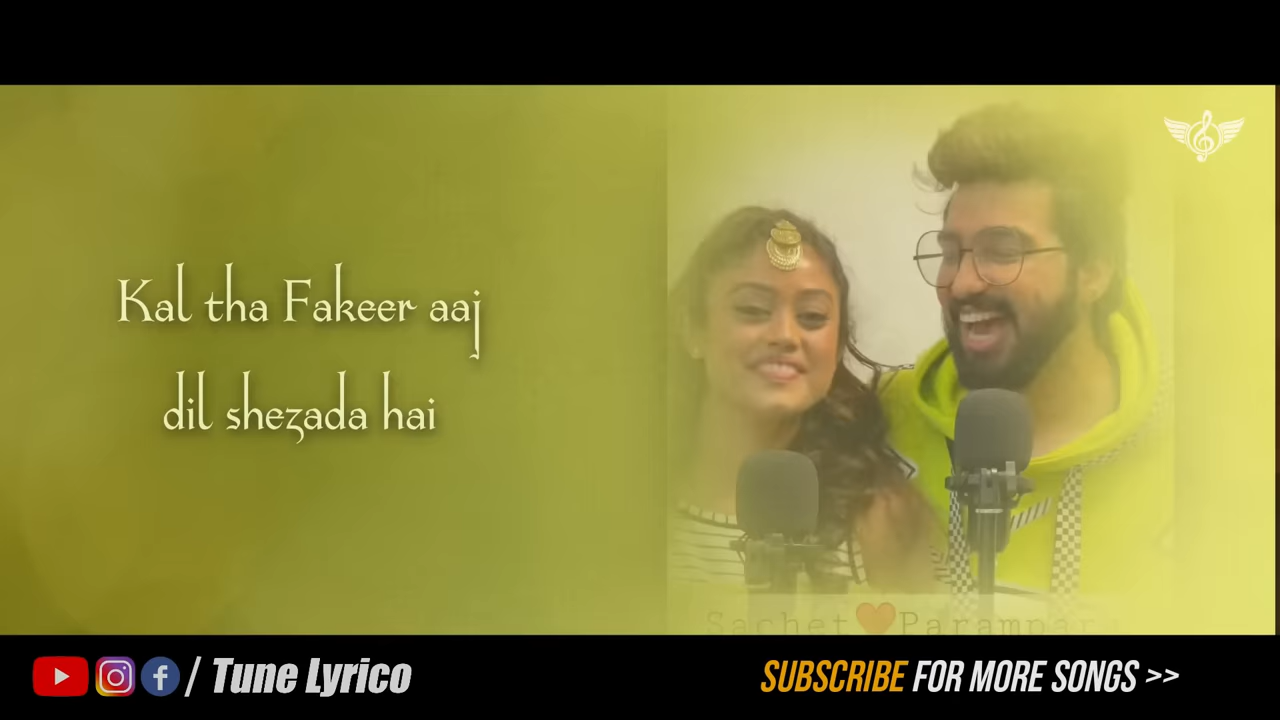 Kal tha Fakeer aaj
dil shezada hai
Sachet❤Parampara
/ Tune Lyrico
SUBSCRIBE FOR MORE SONGS >>